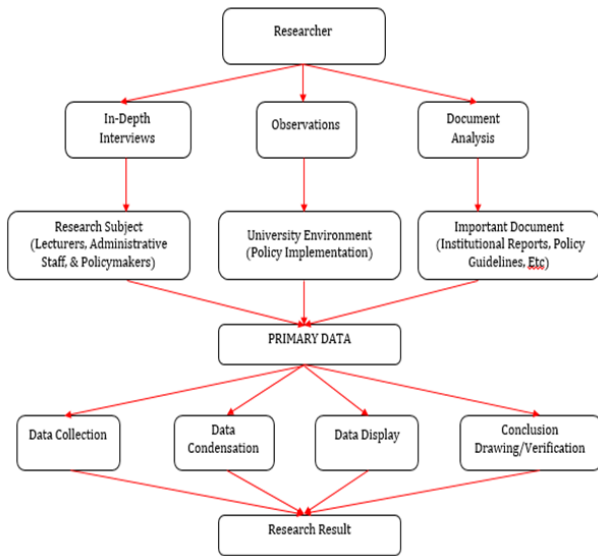 Researcher
In-Depth
Interviews
Observations
Document
Analysis
Research Subject
(Lecturers, Administrative
Staff, & Policymakers)
University Environment
(Policy Implementation)
Important Document
(Institutional Reports, Policy
Guidelines, Etc)
PRIMARY DATA
Data Collection
Data
Condensation
Data Display
Conclusion
Drawing/Verification
Research Result